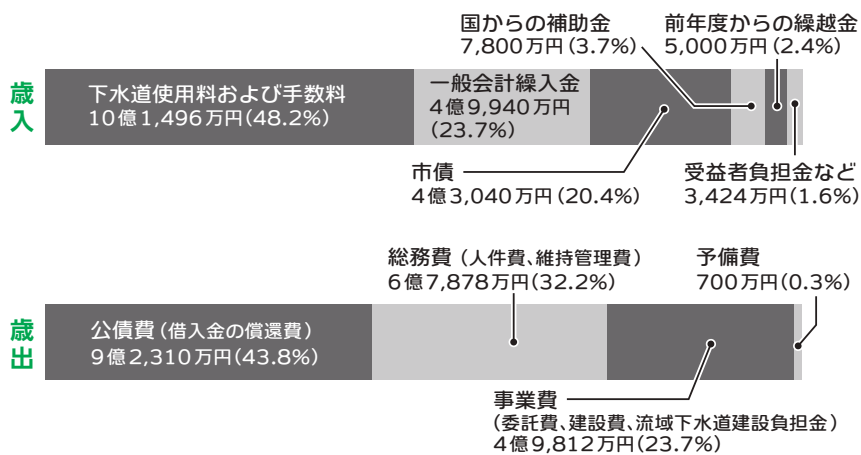 国からの補助金
7,800万円(3.7%)
前年度からの繰越金
5,000万円(2.4%)
歳入
下水道使用料および手数料
10億1,496万円(48.2%)
一般会計繰入金
4億9,940万円
(23.7%)
市債
4億3,040万円(20.4%)
受益者負担金など
3,424万円(1.6%)
総務費(人件費、維持管理費)
6億7,878万円(32.2%)
予備費
700万円(0.3%)
歳出
公債費(借入金の償還費)
9億2,310万円(43.8%)
事業費
(委託費、建設費、流域下水道建設負担金)
4億9,812万円(23.7%)